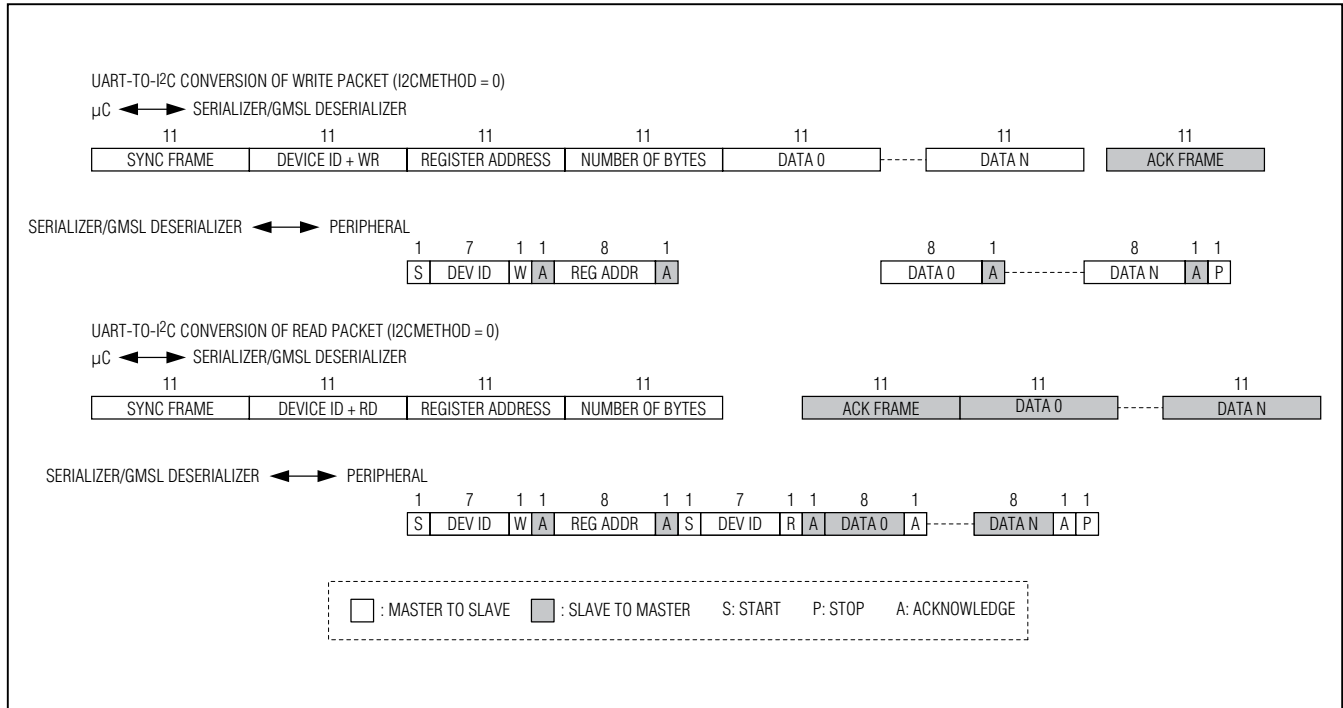 UART-TO-I2C CONVERSION OF WRITE PACKET (I2CMETHOD = 0)
µC SERIALIZER/GMSL DESERIALIZER
11 11 11 11 11 11 11
SYNC FRAME DEVICE ID + WR REGISTER ADDRESS NUMBER OF BYTES DATA 0 DATA N ACK FRAME
SERIALIZER/GMSL DESERIALIZER PERIPHERAL
1 7 1 1 8 1 8 1 8 1 1
S DEV ID W A REG ADDR A DATA 0 A DATA N A P
UART-TO-I2C CONVERSION OF READ PACKET (I2CMETHOD = 0)
µC SERIALIZER/GMSL DESERIALIZER
11 11 11 11 11 11 11
SYNC FRAME DEVICE ID + RD REGISTER ADDRESS NUMBER OF BYTES ACK FRAME DATA 0 DATA N
SERIALIZER/GMSL DESERIALIZER PERIPHERAL
1 7 1 1 8 1 1 7 1 1 8 1 8 1 1
S DEV ID W A REG ADDR A S DEV ID R A DATA 0 A DATA N A P
: MASTER TO SLAVE : SLAVE TO MASTER S: START P: STOP A: ACKNOWLEDGE